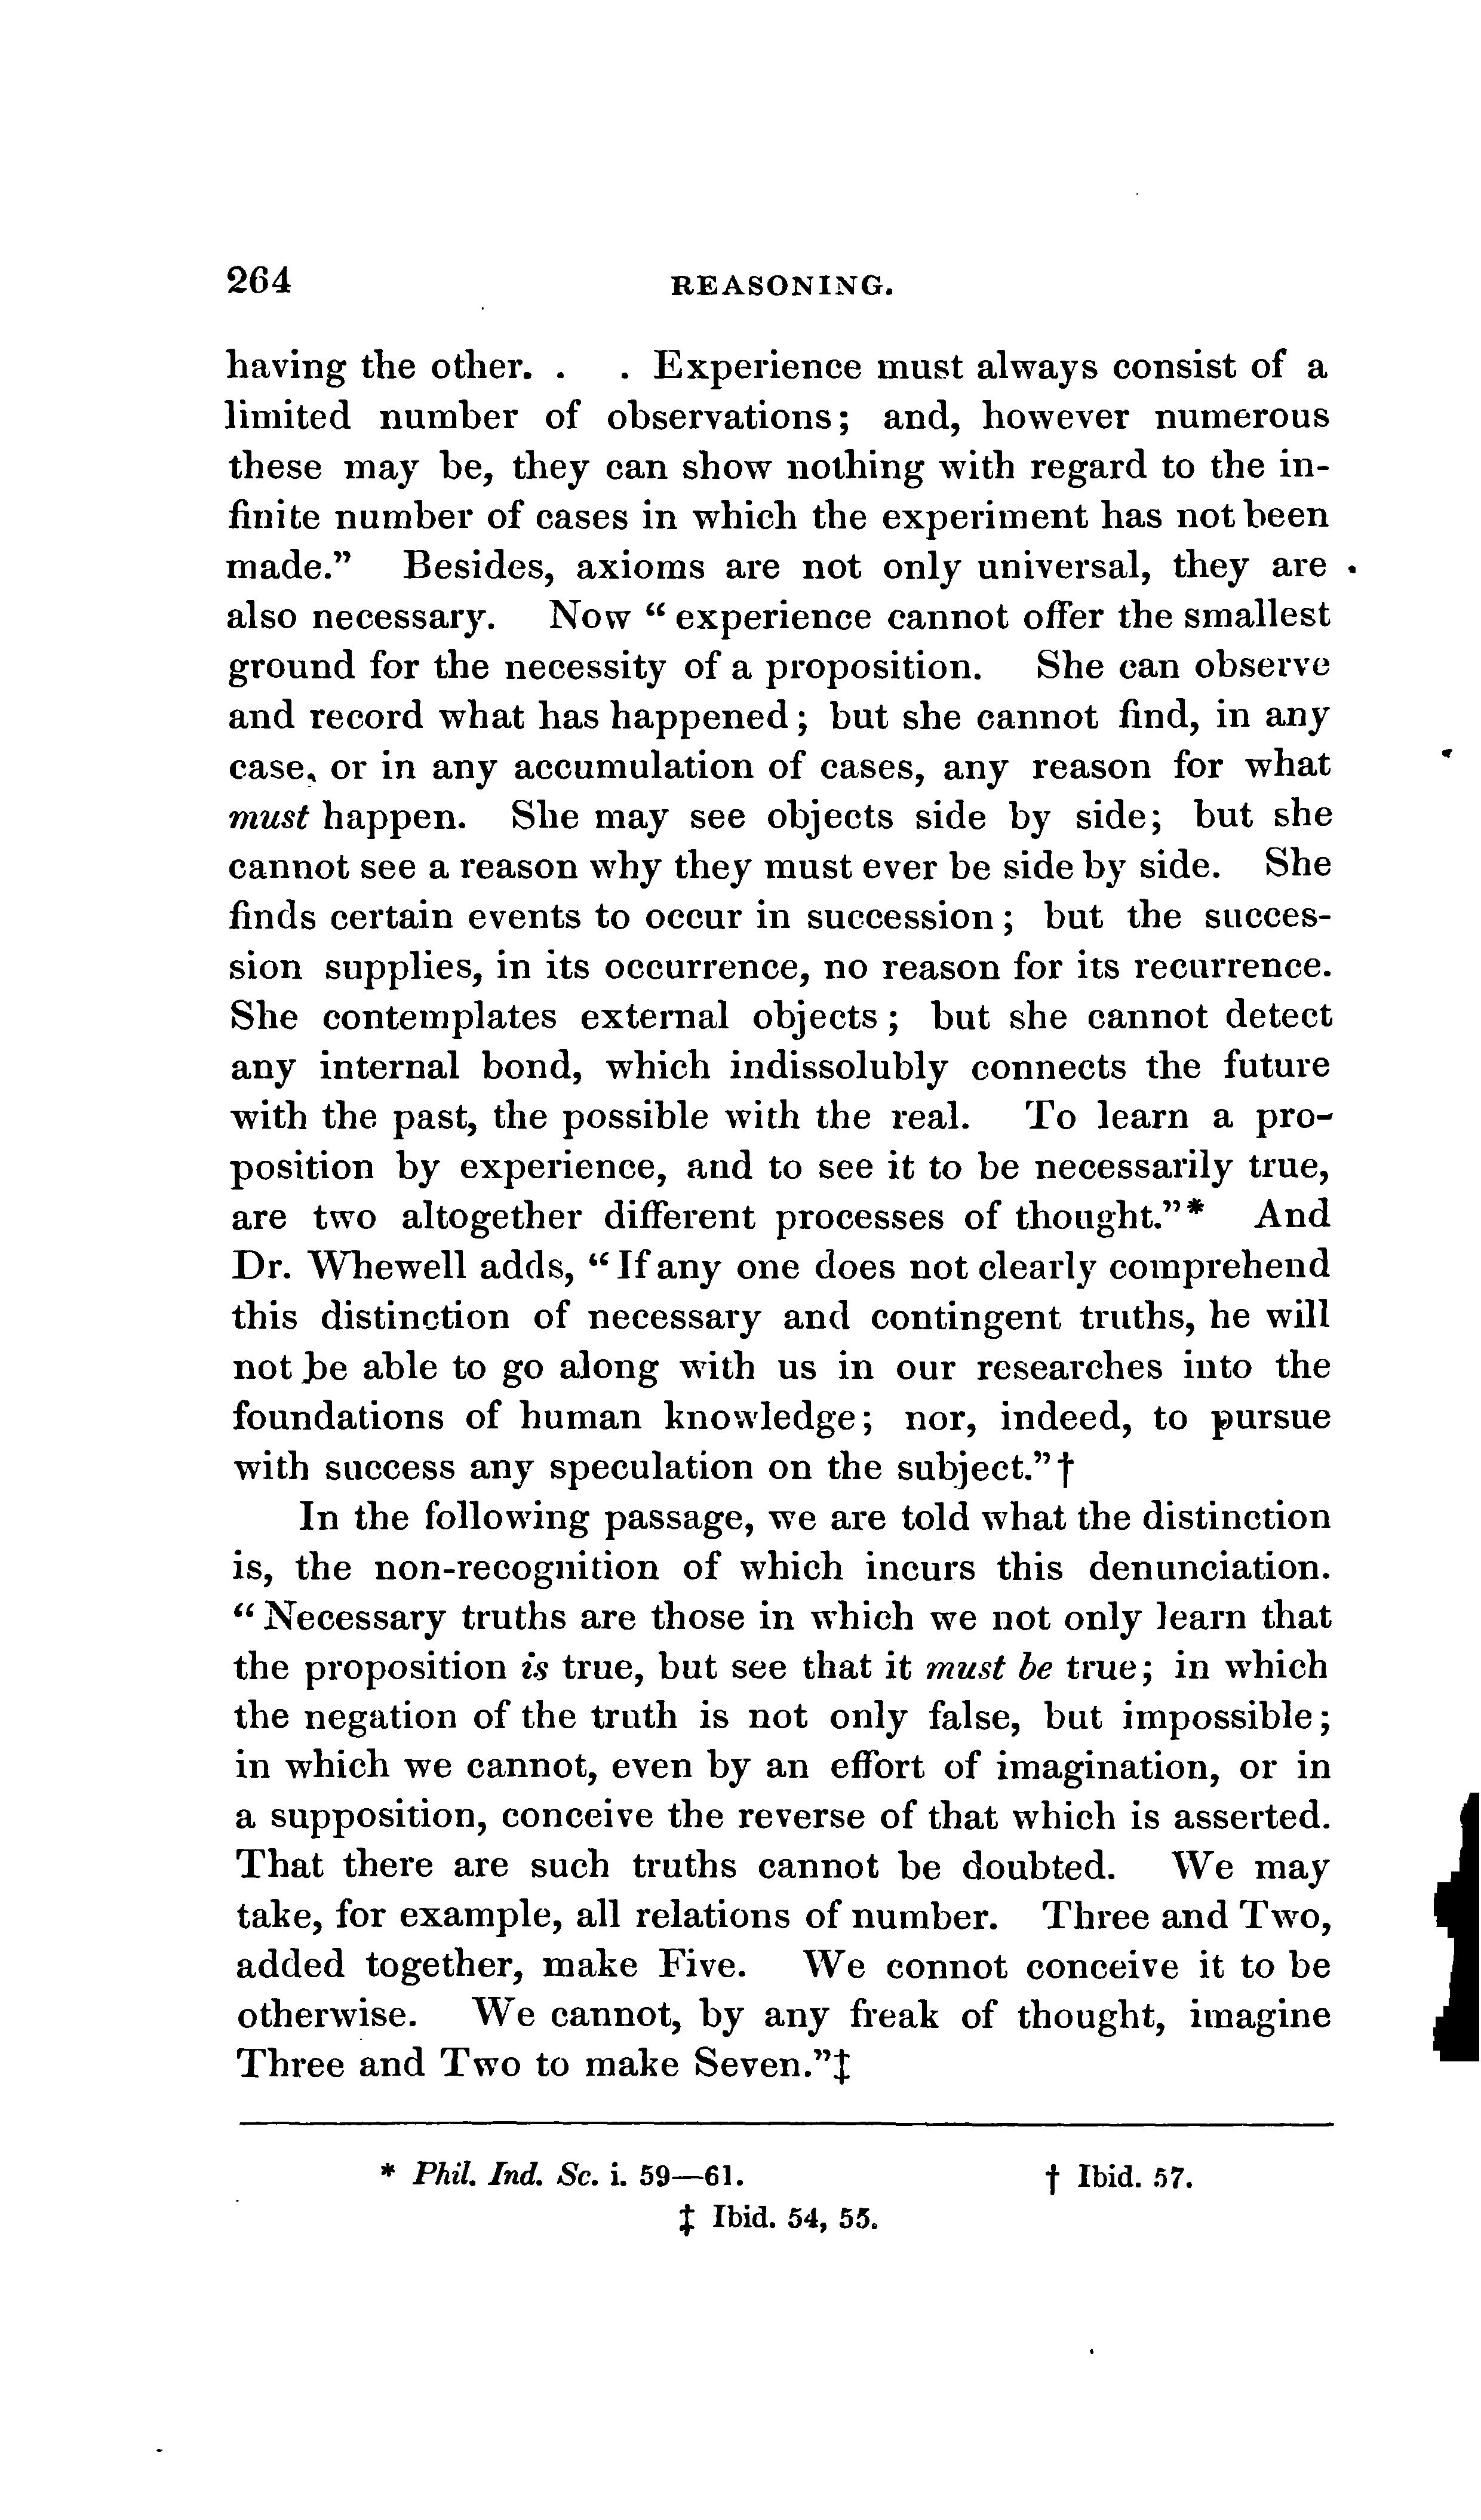 264 REASONING.
having the other. . . Experience must always consist of a
limited number of observations; and, however numerous
these may be, they can show nothing with regard to the in-
finite number of cases in which the experiment has not been
made.” Besides, axioms are not only universal, they are
also necessary. Now “experience cannot offer the smallest
ground for the necessity of a proposition. She can observe
and record what has happened; but she cannot find, in any
case, or in any accumulation of cases, any reason for what
must happen. She may see objects side by side; but she
cannot see a reason why they must ever be side by side. She
finds certain events to occur in succession; but the succes-
sion supplies, in its occurrence, no reason for its recurrence.
She contemplates external objects; but she cannot detect
any internal bond, which indissolubly connects the future
with the past, the possible with the real. To learn a pro-
position by experience, and to see it to be necessarily true,
are two altogether different processes of thought.”* And
Dr. Whewell adds, “If any one does not clearly comprehend
this distinction of necessary and contingent truths, he will
not be able to go along with us in our researches into the
foundations of human knowledge; nor, indeed, to pursue
with success any speculation on the subject.”†
In the following passage, we are told what the distinction
is, the non-recognition of which incurs this denunciation.
“Necessary truths are those in which we not only learn that
the proposition is true, but see that it must be true; in which
the negation of the truth is not only false, but impossible;
in which we cannot, even by an effort of imagination, or in
a supposition, conceive the reverse of that which is asserted.
That there are such truths cannot be doubted. We may
take, for example, all relations of number. Three and Two,
added together, make Five. We connot conceive it to be
otherwise. We cannot, by any freak of thought, imagine
Three and Two to make Seven.”‡
* Phil. Ind. Sc. i. 59—61. † Ibid. 57.
‡ Ibid. 54, 55.